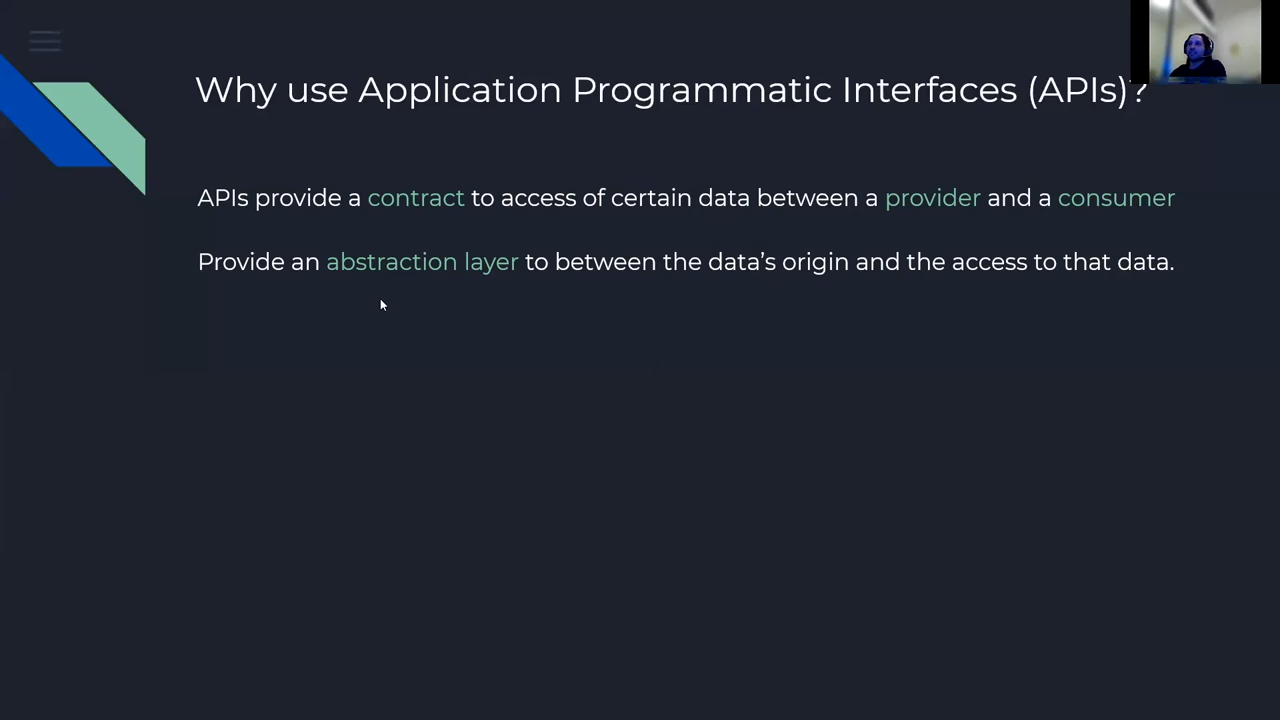 Why use Application Programmatic Interfaces (APIs)?
APIs provide a contract to access of certain data between a provider and a consumer
Provide an abstraction layer to between the data’s origin and the access to that data.